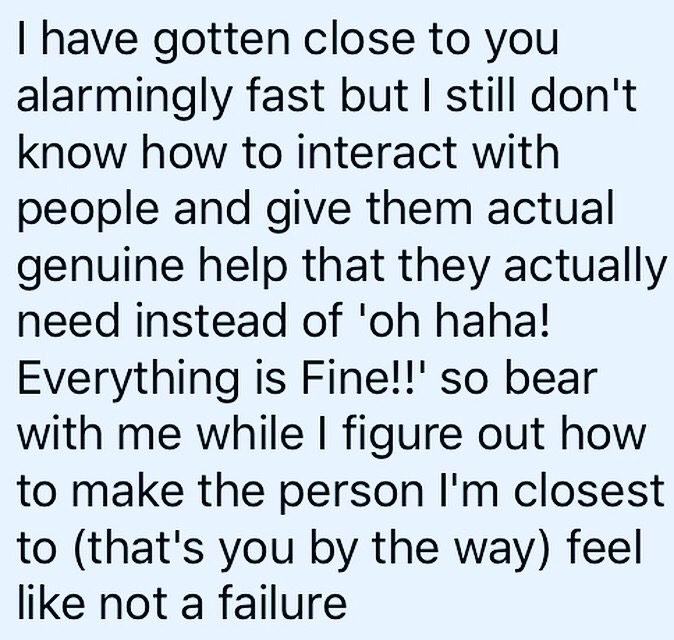 I have gotten close to you
alarmingly fast but I still don't
know how to interact with
people and give them actual
genuine help that they actually
need instead of 'oh haha!
Everything is Fine!!' so bear
with me while I figure out how
to make the person I'm closest
to (that's you by the way) feel
like not a failure